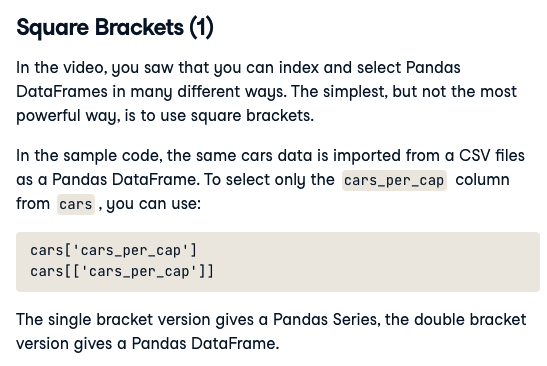 Square Brackets (1)
In the video, you saw that you can index and select Pandas
DataFrames in many different ways. The simplest, but not the most
powerful way, is to use square brackets.
In the sample code, the same cars data is imported from a CSV files
as a Pandas DataFrame. To select only the cars_per_cap column
from cars , you can use:
cars['cars_per_cap']
cars[['cars_per_cap']]
The single bracket version gives a Pandas Series, the double bracket
version gives a Pandas DataFrame.